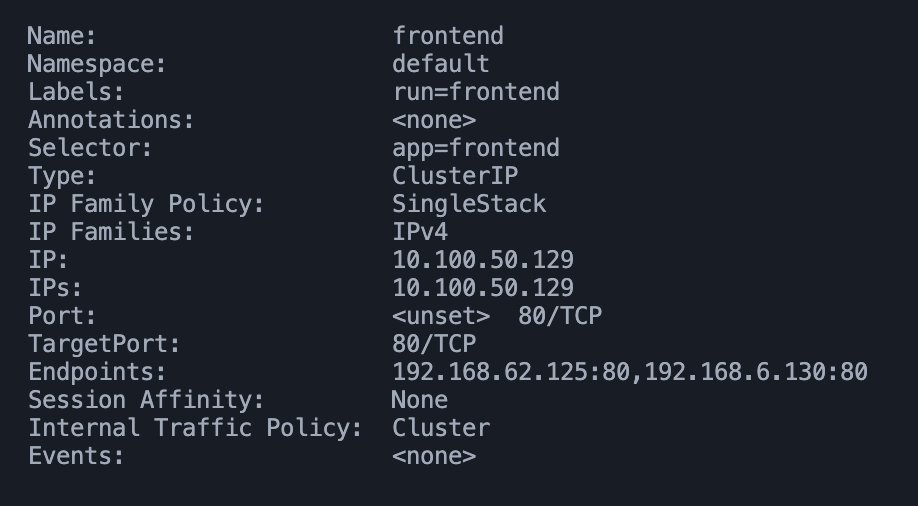 Name:                     frontend
Namespace:                default
Labels:                   run=frontend
Annotations:              <none>
Selector:                 app=frontend
Type:                     ClusterIP
IP Family Policy:         SingleStack
IP Families:              IPv4
IP:                       10.100.50.129
IPs:                      10.100.50.129
Port:                     <unset>  80/TCP
TargetPort:               80/TCP
Endpoints:                192.168.62.125:80,192.168.6.130:80
Session Affinity:         None
Internal Traffic Policy:  Cluster
Events:                   <none>